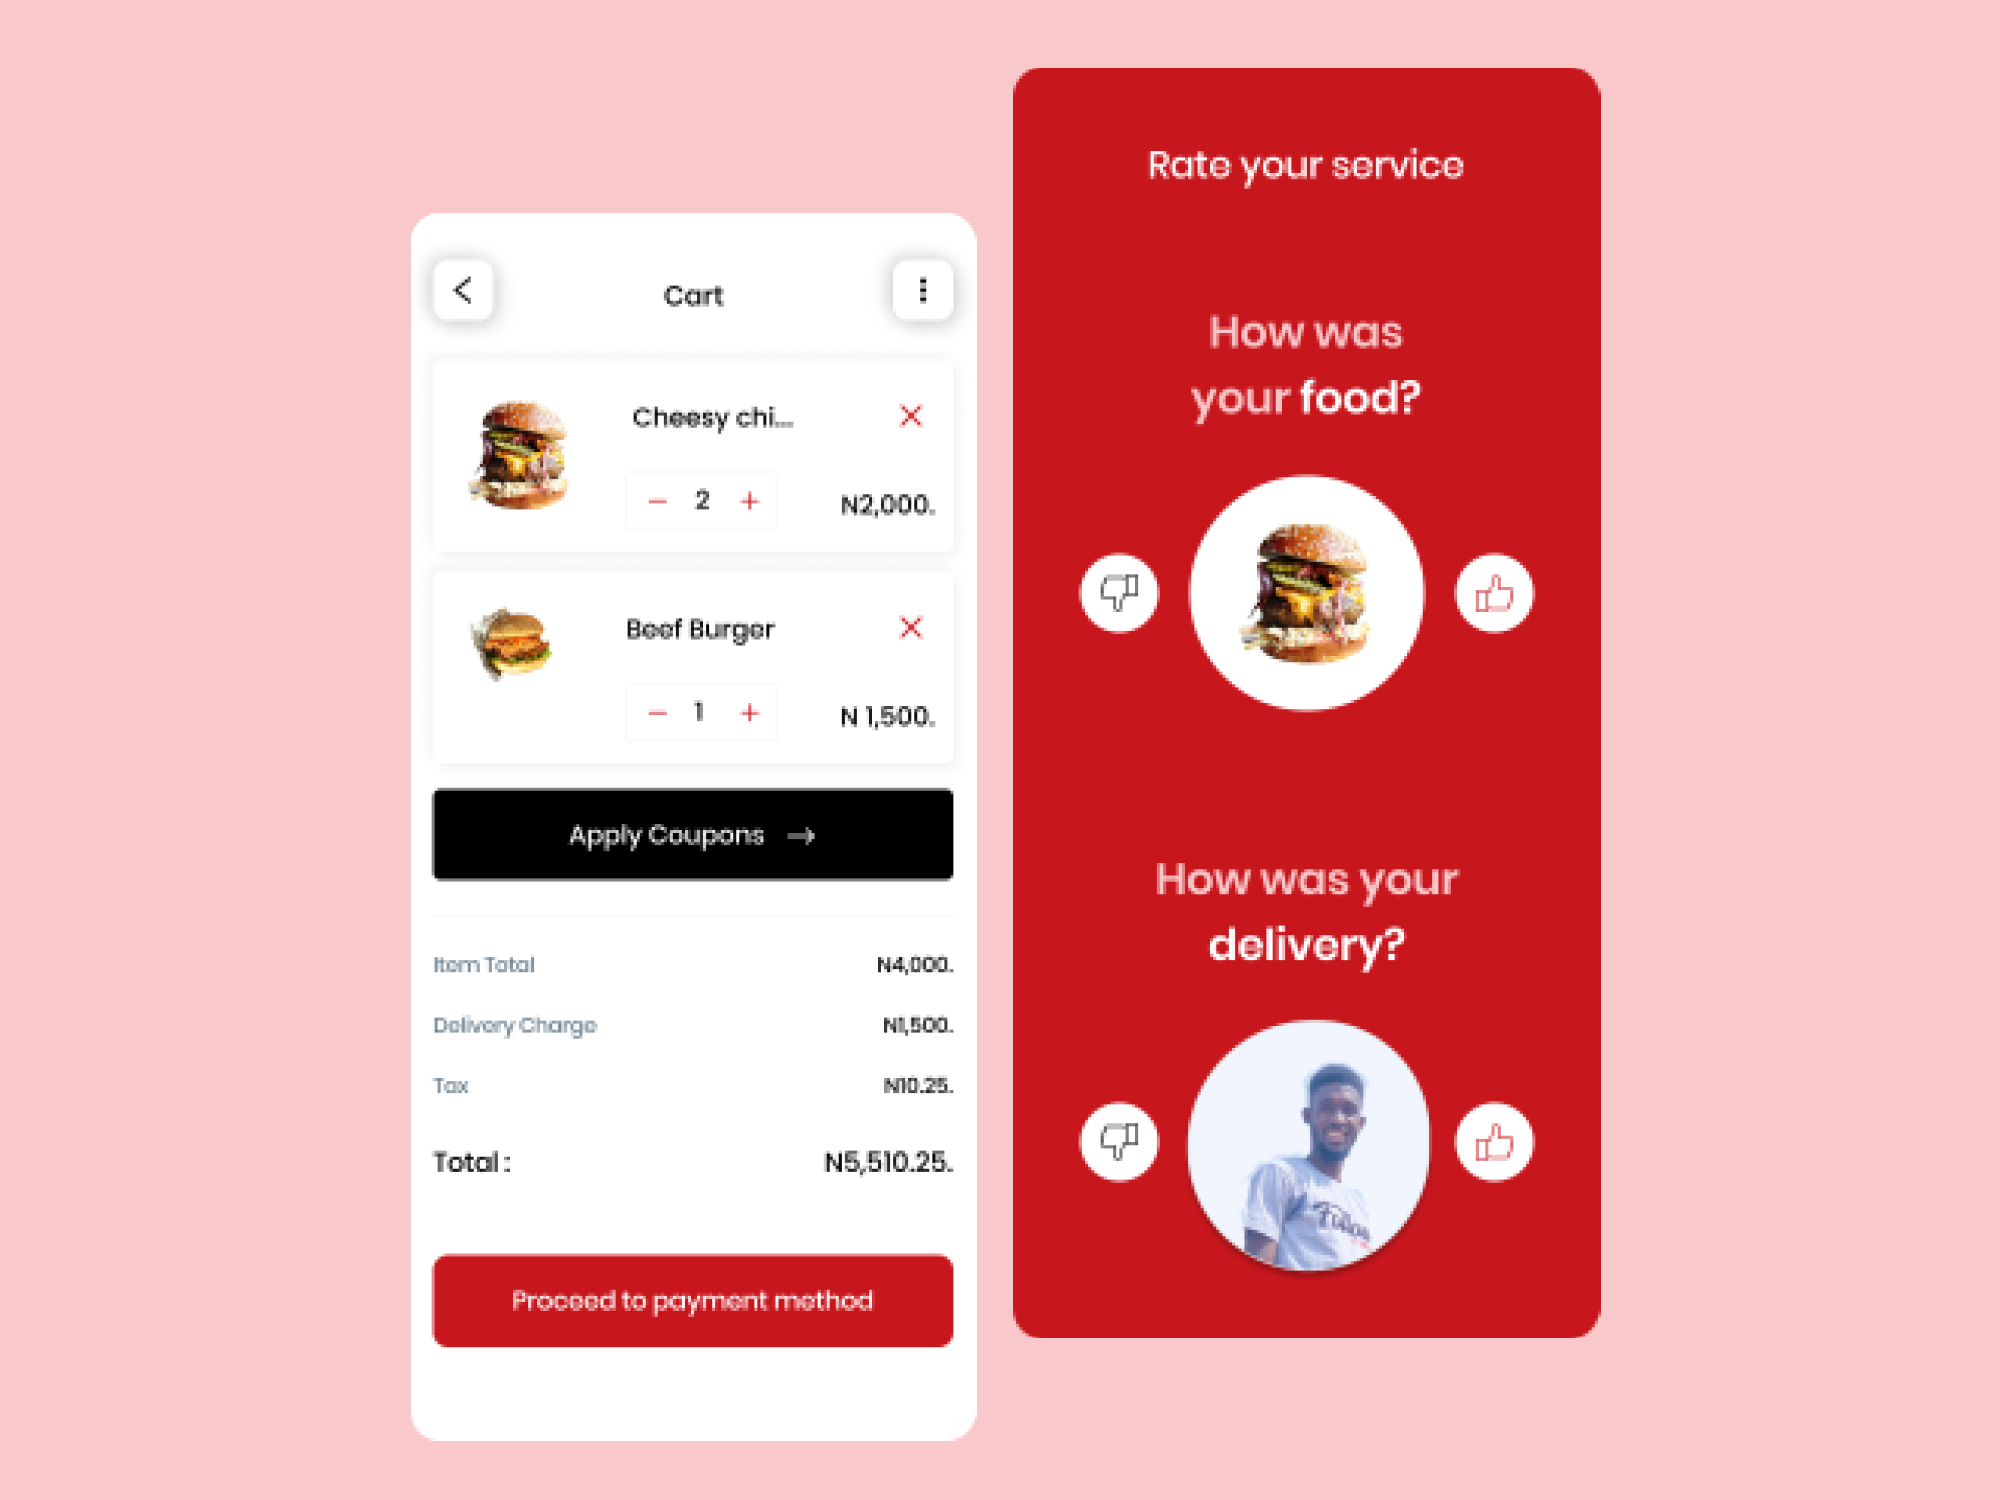 Cart
Cheesy chi...
2
N2,000.
Beef Burger
1
N 1,500.
Apply Coupons →
Item Total N4,000.
Delivery Charge N1,500.
Tax N10.25.
Total : N5,510.25.
Proceed to payment method
Rate your service
How was
your food?
How was your
delivery?